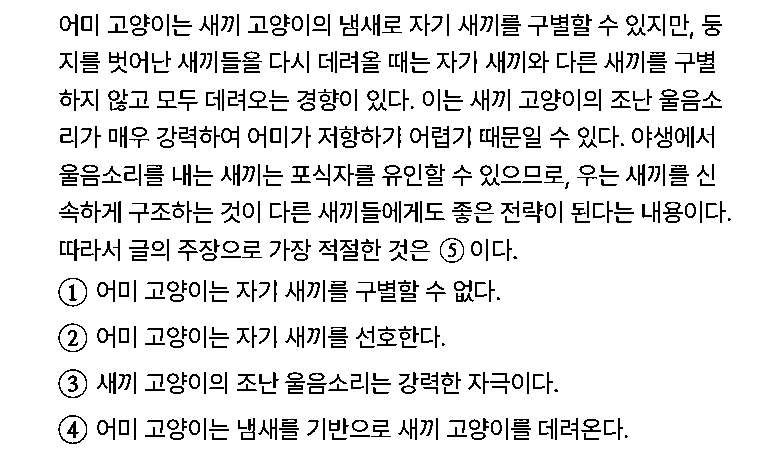 어미 고양이는 새끼 고양이의 냄새로 자기 새끼를 구별할 수 있지만, 둥
지를 벗어난 새끼들을 다시 데려올 때는 자가 새끼와 다른 새끼를 구별
하지 않고 모두 데려오는 경향이 있다. 이는 새끼 고양이의 조난 울음소
리가 매우 강력하여 어미가 저항하기 어렵기 때문일 수 있다. 야생에서
울음소리를 내는 새끼는 포식자를 유인할 수 있으므로, 우는 새끼를 신
속하게 구조하는 것이 다른 새끼들에게도 좋은 전략이 된다는 내용이다.
따라서 글의 주장으로 가장 적절한 것은 ⑤이다.
① 어미 고양이는 자기 새끼를 구별할 수 없다.
② 어미 고양이는 자기 새끼를 선호한다.
③ 새끼 고양이의 조난 울음소리는 강력한 자극이다.
④ 어미 고양이는 냄새를 기반으로 새끼 고양이를 데려온다.